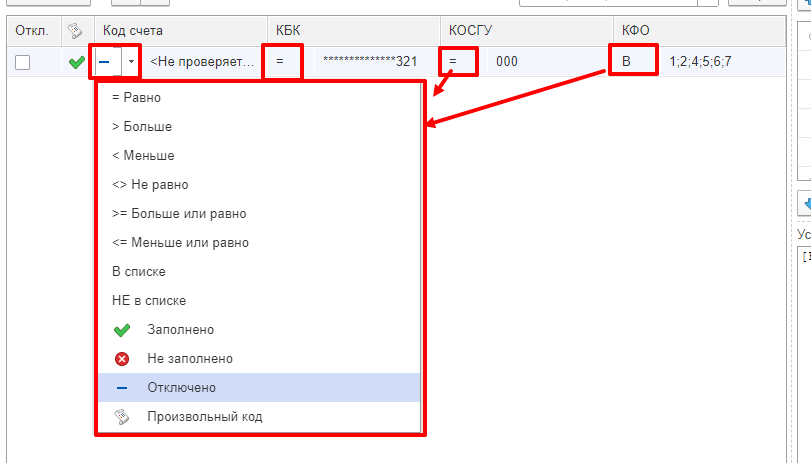 Откл. Код счета КБК КОСГУ КФО
<Не проверяет... = **************321 = 000 В 1;2;4;5;6;7
= Равно
> Больше
< Меньше
<> Не равно
>= Больше или равно
<= Меньше или равно
В списке
НЕ в списке
Заполнено
Не заполнено
Отключено
Произвольный код
Ус